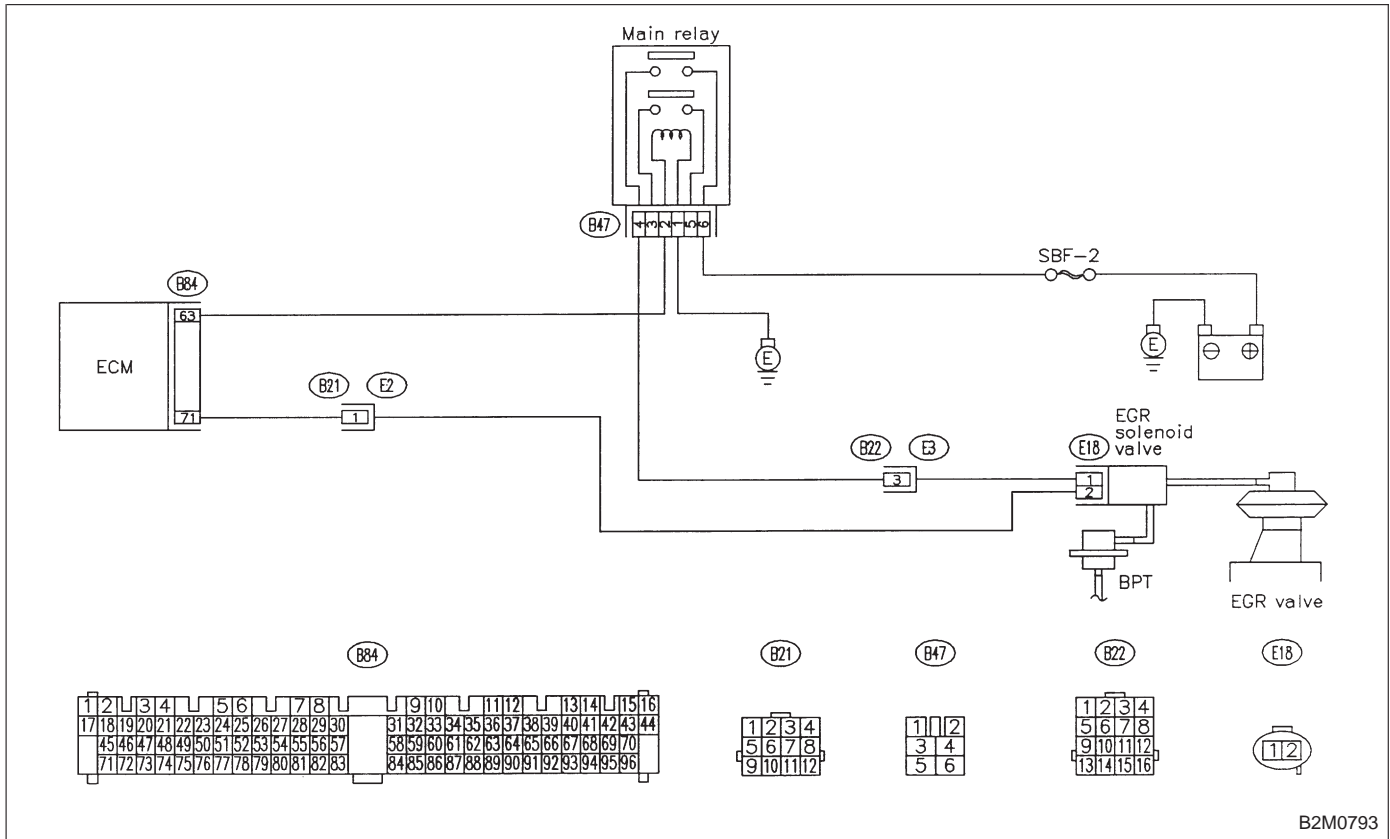 Main relay
B47
4 3 2 1 5 6
SBF-2
B84
63
ECM
E
E
⊖ ⊕
B21 E2
71
1
EGR
solenoid
valve
B22 E3
E18
3
1
2
BPT
EGR valve
B84
B21
B47
B22
E18
1 2 3 4 5 6 7 8 9 10 11 12 13 14 15 16
17 18 19 20 21 22 23 24 25 26 27 28 29 30 31 32 33 34 35 36 37 38 39 40 41 42 43 44
45 46 47 48 49 50 51 52 53 54 55 56 57 58 59 60 61 62 63 64 65 66 67 68 69 70
71 72 73 74 75 76 77 78 79 80 81 82 83 84 85 86 87 88 89 90 91 92 93 94 95 96
1 2 3 4
5 6 7 8
9 10 11 12
1 2
3 4
5 6
1 2 3 4
5 6 7 8
9 10 11 12
13 14 15 16
1 2
B2M0793